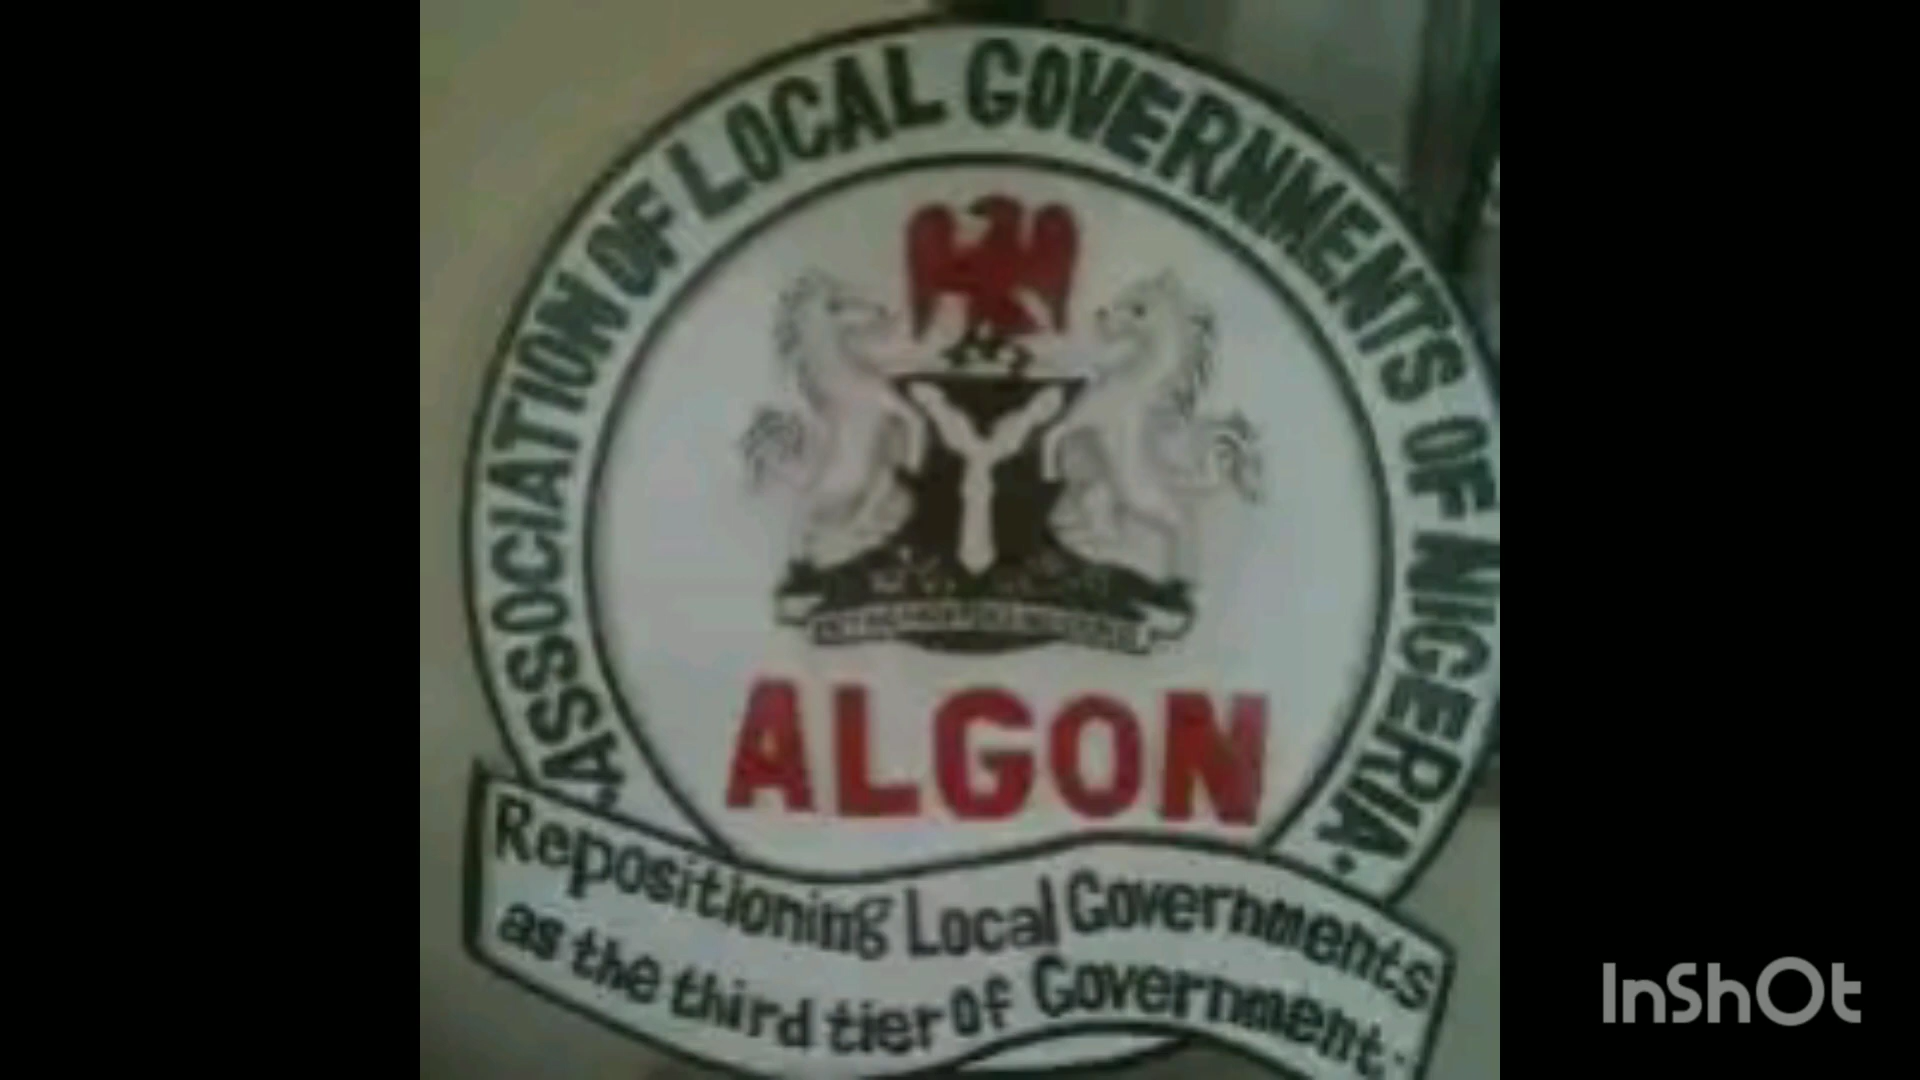 ·ASSOCIATION OF LOCAL GOVERNMENTS OF NIGERIA·
ALGON
Repositioning Local Governments
as the third tier of Government.
InShOt